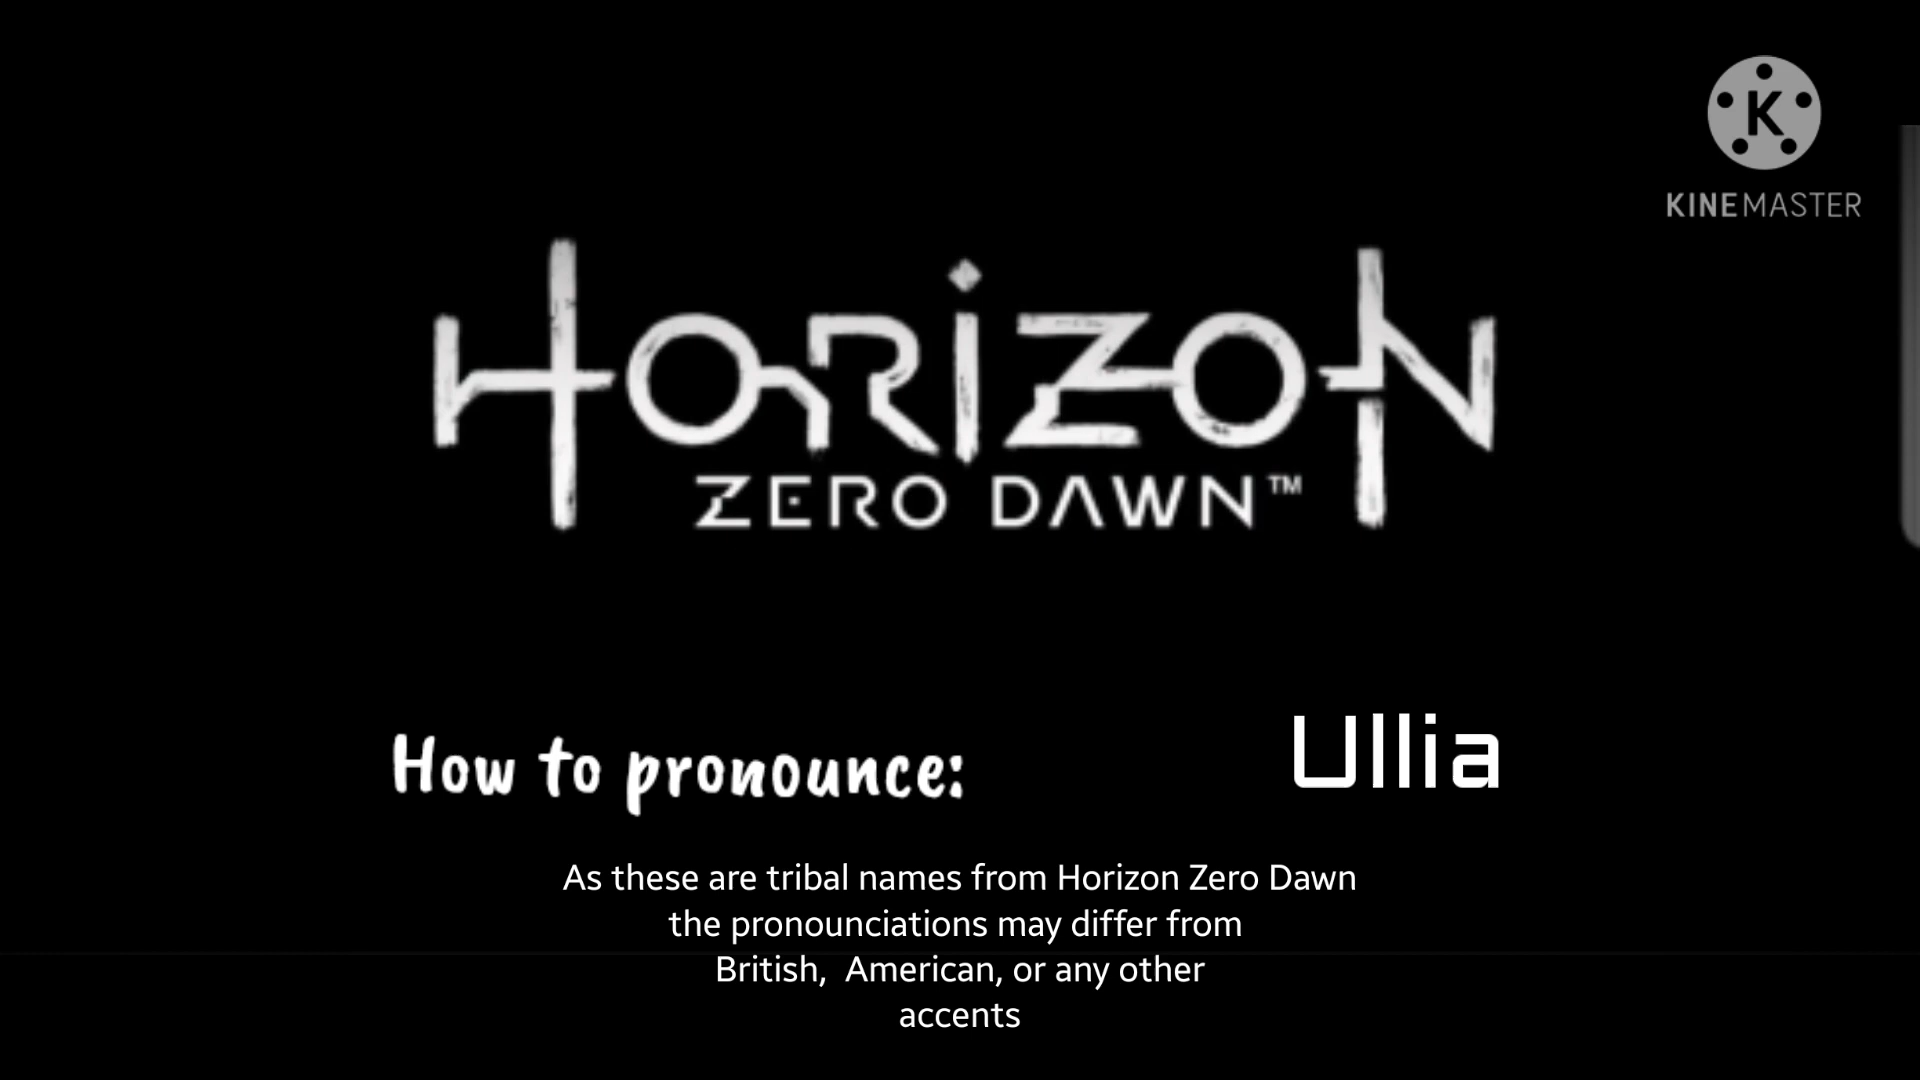 K
KINEMASTER
HORiZON
ZERO DAWN™
How to pronounce:
Ullia
As these are tribal names from Horizon Zero Dawn
the pronounciations may differ from
British, American, or any other
accents